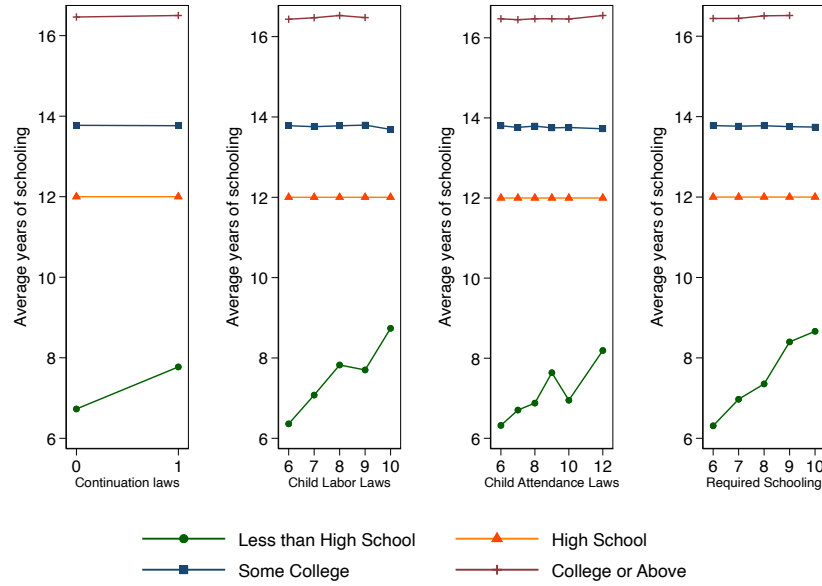 Average years of schooling
16
14
12
10
8
6
0 1
Continuation laws
Average years of schooling
16
14
12
10
8
6
6 7 8 9 10
Child Labor Laws
Average years of schooling
16
14
12
10
8
6
6 8 10 12
Child Attendance Laws
Average years of schooling
16
14
12
10
8
6
6 7 8 9 10
Required Schooling
Less than High School
High School
Some College
College or Above